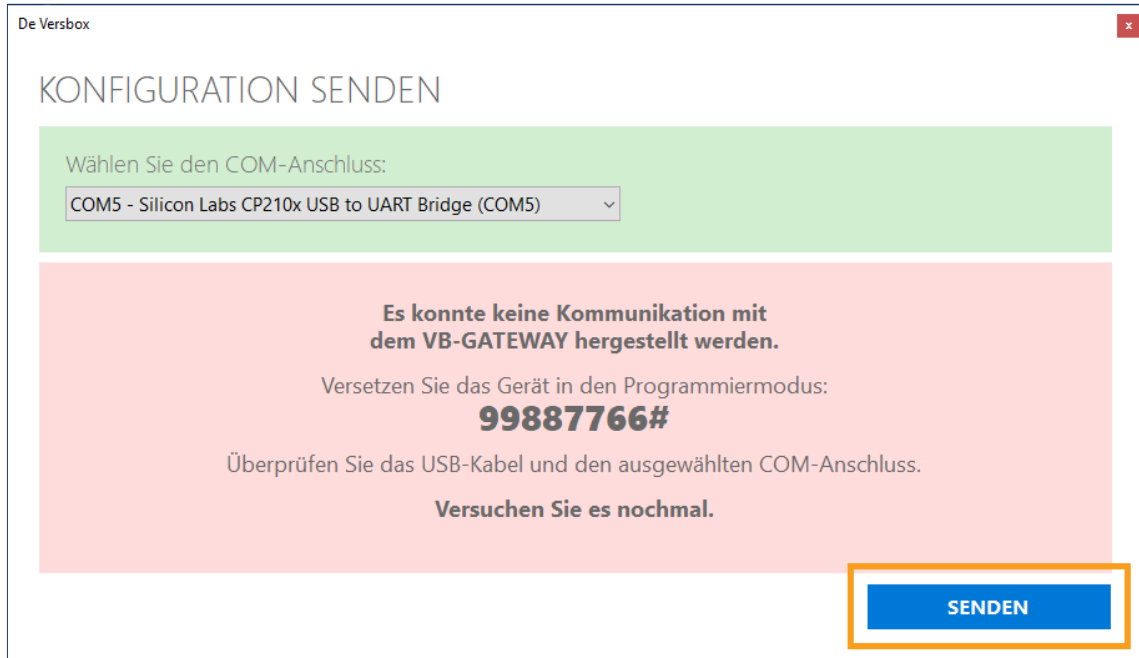 De Versbox
x
KONFIGURATION SENDEN
Wählen Sie den COM-Anschluss:
COM5 - Silicon Labs CP210x USB to UART Bridge (COM5)
Es konnte keine Kommunikation mit
dem VB-GATEWAY hergestellt werden.
Versetzen Sie das Gerät in den Programmiermodus:
99887766#
Überprüfen Sie das USB-Kabel und den ausgewählten COM-Anschluss.
Versuchen Sie es nochmal.
SENDEN